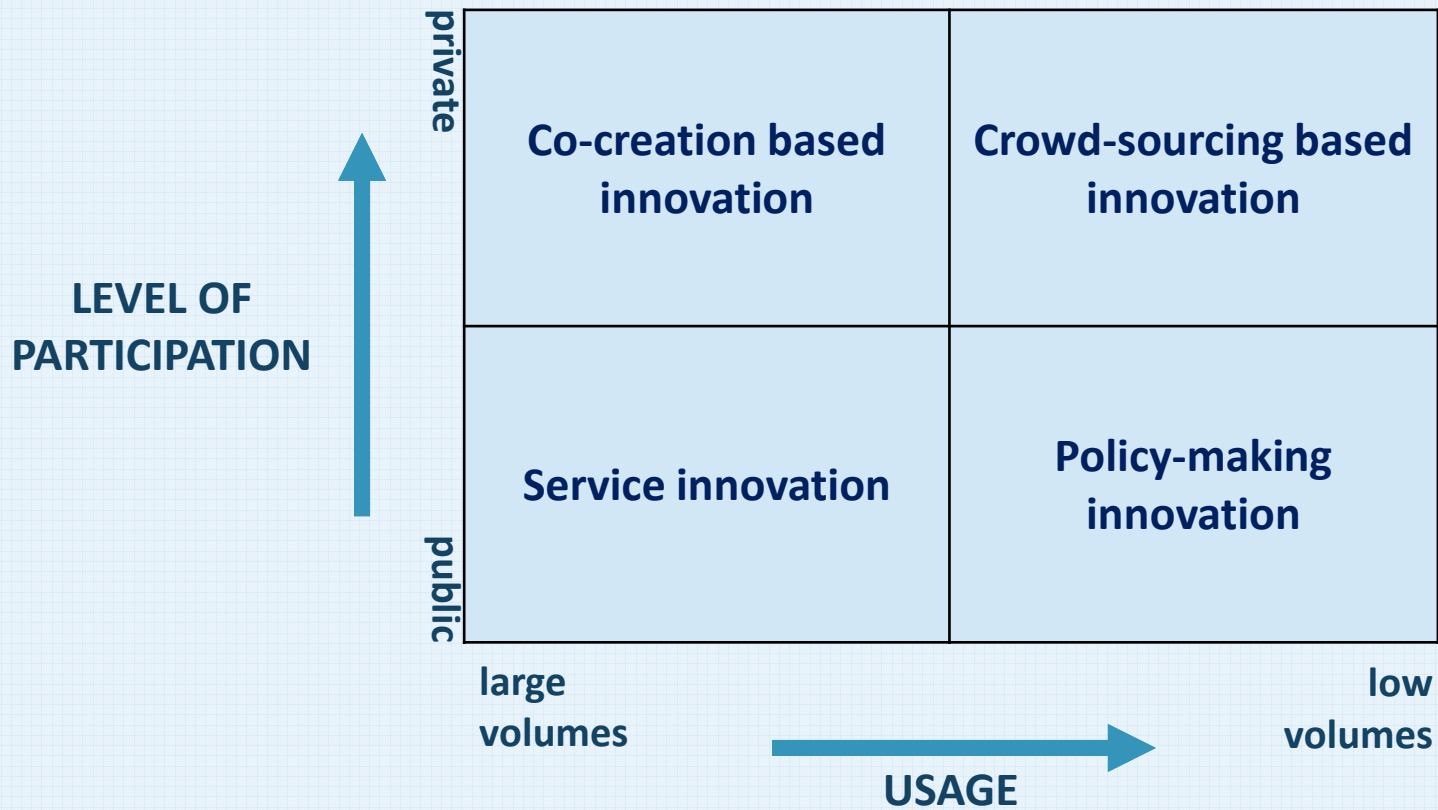 private
Co-creation based
innovation
Crowd-sourcing based
innovation
LEVEL OF
PARTICIPATION
Service innovation
Policy-making
innovation
public
large
volumes
low
volumes
USAGE